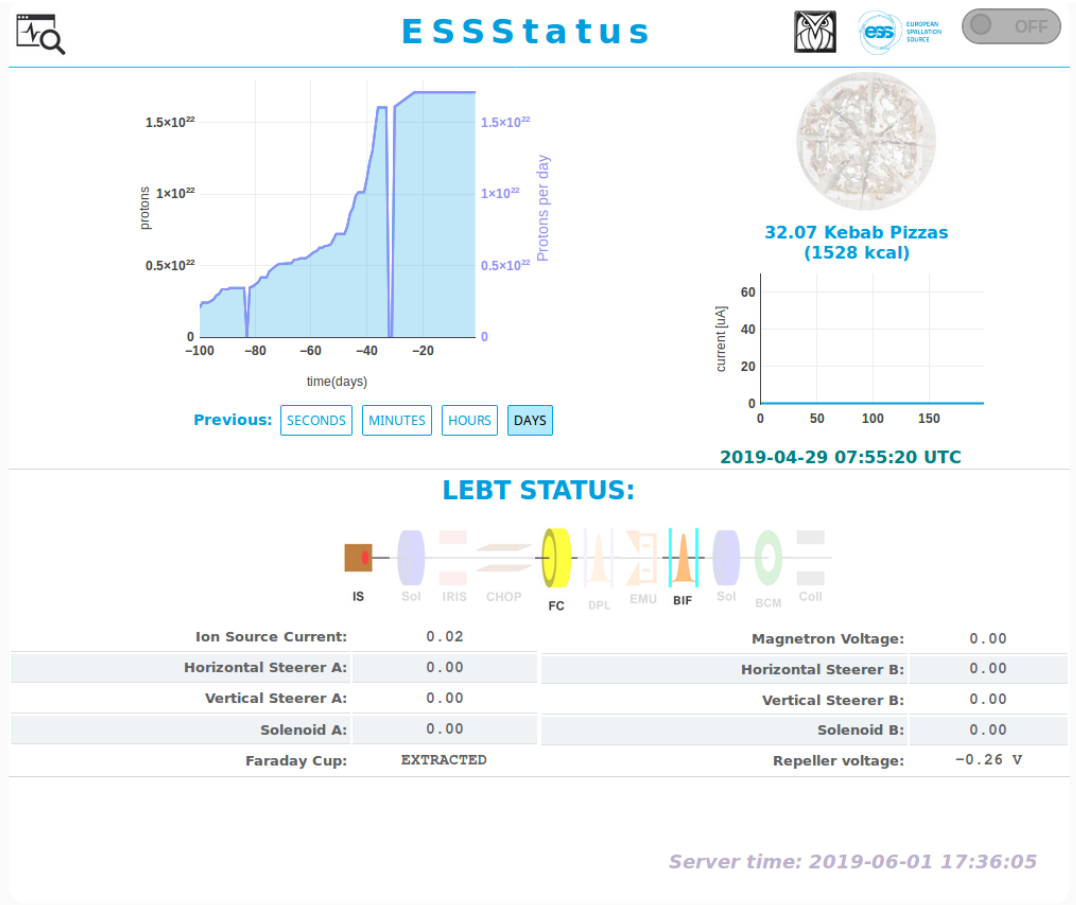 ESSStatus
ess
EUROPEAN
SPALLATION
SOURCE
OFF
1.5×10²²
1×10²²
0.5×10²²
0
protons
1.5×10²²
1×10²²
0.5×10²²
0
Protons per day
−100 −80 −60 −40 −20
time(days)
Previous: SECONDS MINUTES HOURS DAYS
32.07 Kebab Pizzas
(1528 kcal)
60
40
20
0
current [uA]
0 50 100 150
2019-04-29 07:55:20 UTC
LEBT STATUS:
IS Sol IRIS CHOP FC DPL EMU BIF Sol BCM Coll
Ion Source Current: 0.02 Magnetron Voltage: 0.00
Horizontal Steerer A: 0.00 Horizontal Steerer B: 0.00
Vertical Steerer A: 0.00 Vertical Steerer B: 0.00
Solenoid A: 0.00 Solenoid B: 0.00
Faraday Cup: EXTRACTED Repeller voltage: −0.26 V
Server time: 2019-06-01 17:36:05